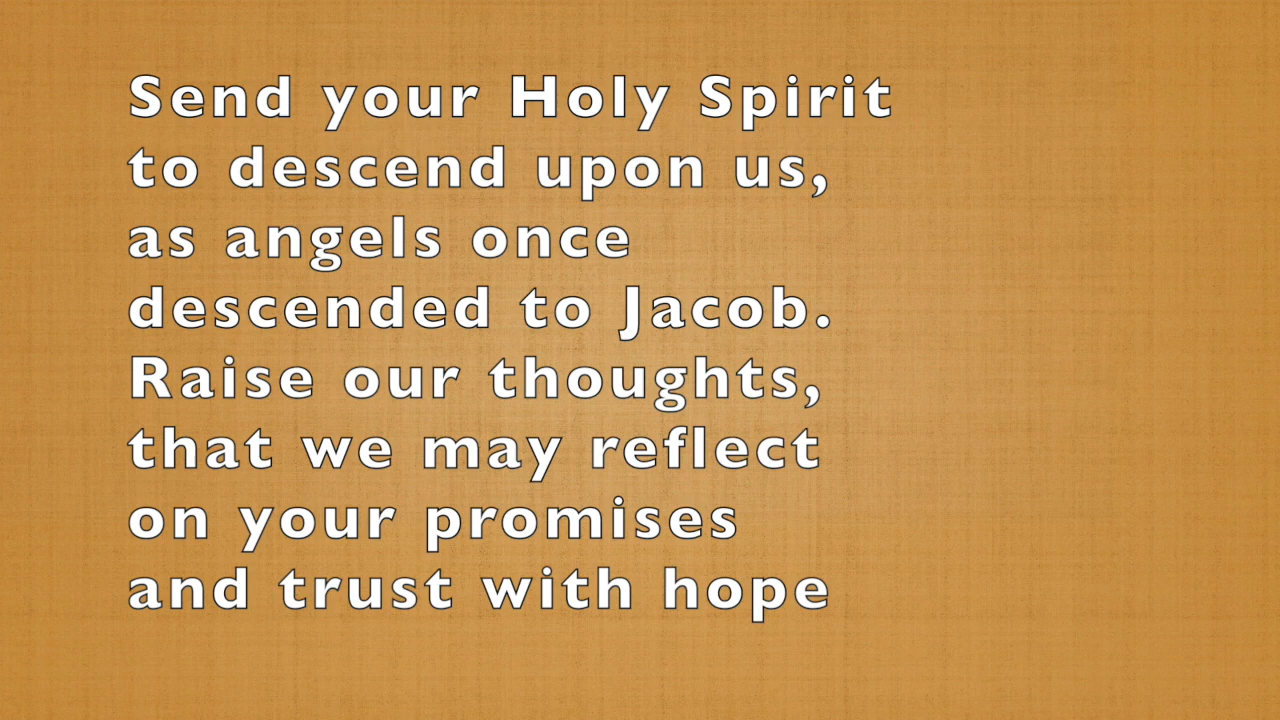 Send your Holy Spirit
to descend upon us,
as angels once
descended to Jacob.
Raise our thoughts,
that we may reflect
on your promises
and trust with hope